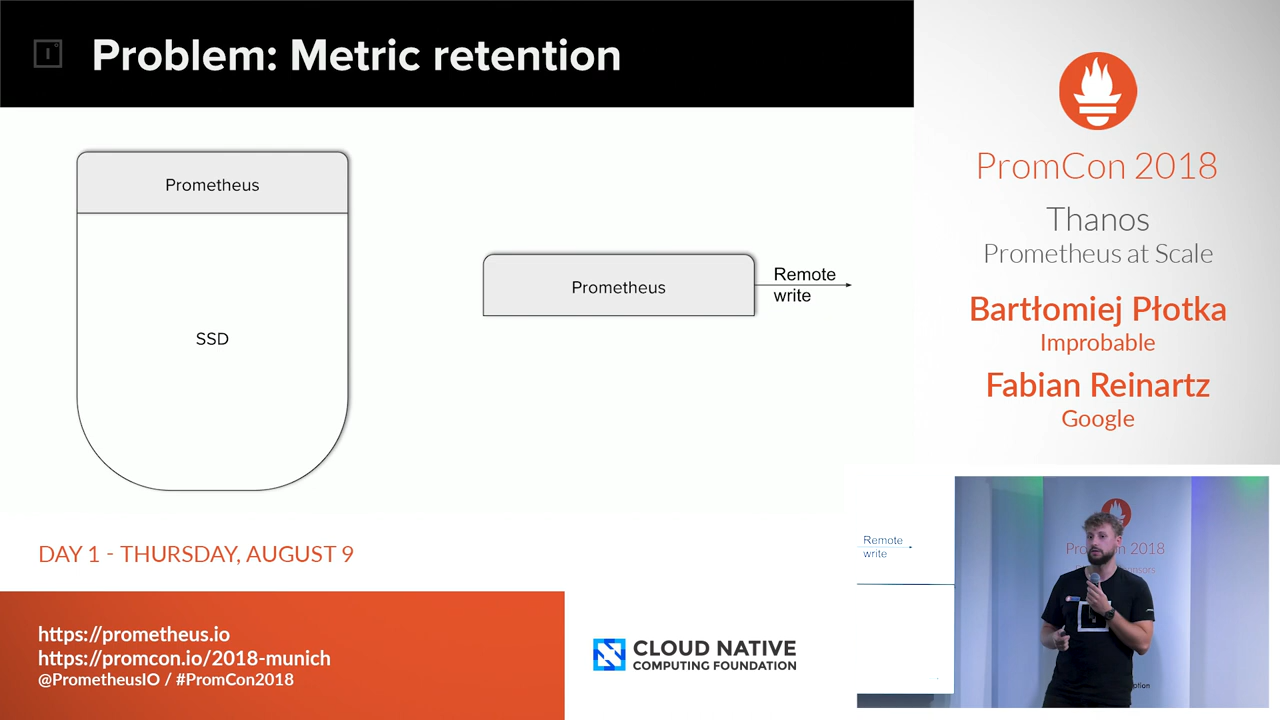 Problem: Metric retention
Prometheus
SSD
Prometheus
Remote
write
PromCon 2018
Thanos
Prometheus at Scale
Bartłomiej Płotka
Improbable
Fabian Reinartz
Google
DAY 1 - THURSDAY, AUGUST 9
https://prometheus.io
https://promcon.io/2018-munich
@PrometheusIO / #PromCon2018
CLOUD NATIVE
COMPUTING FOUNDATION
Remote
write
2018